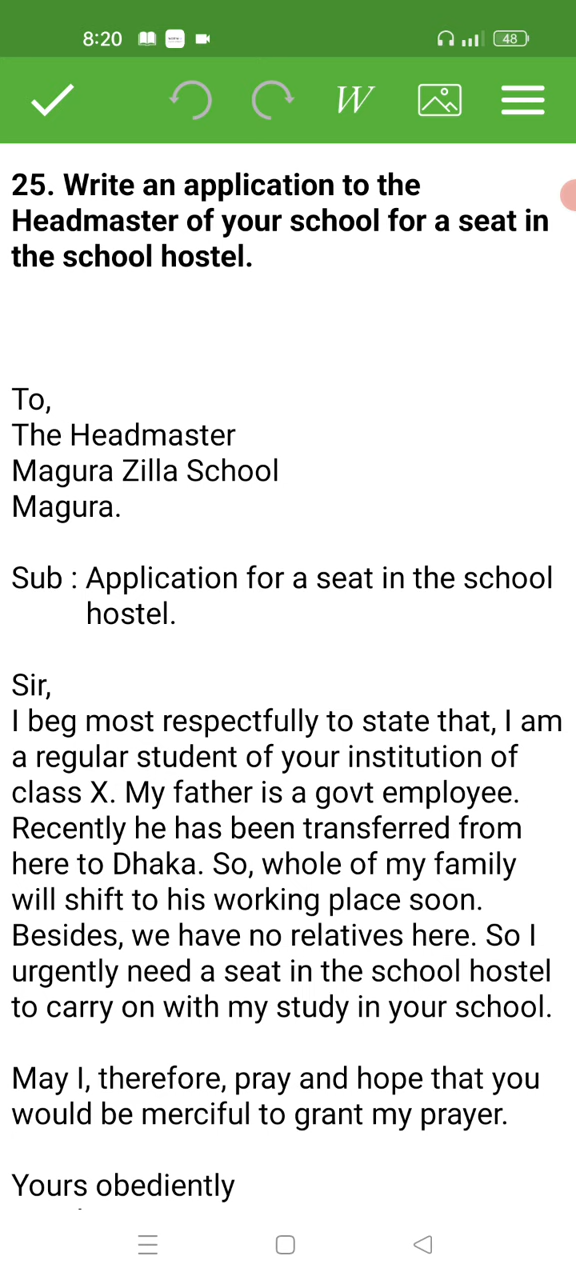 8:20
48
W
25. Write an application to the
Headmaster of your school for a seat in
the school hostel.
To,
The Headmaster
Magura Zilla School
Magura.
Sub : Application for a seat in the school
hostel.
Sir,
I beg most respectfully to state that, I am
a regular student of your institution of
class X. My father is a govt employee.
Recently he has been transferred from
here to Dhaka. So, whole of my family
will shift to his working place soon.
Besides, we have no relatives here. So I
urgently need a seat in the school hostel
to carry on with my study in your school.
May I, therefore, pray and hope that you
would be merciful to grant my prayer.
Yours obediently